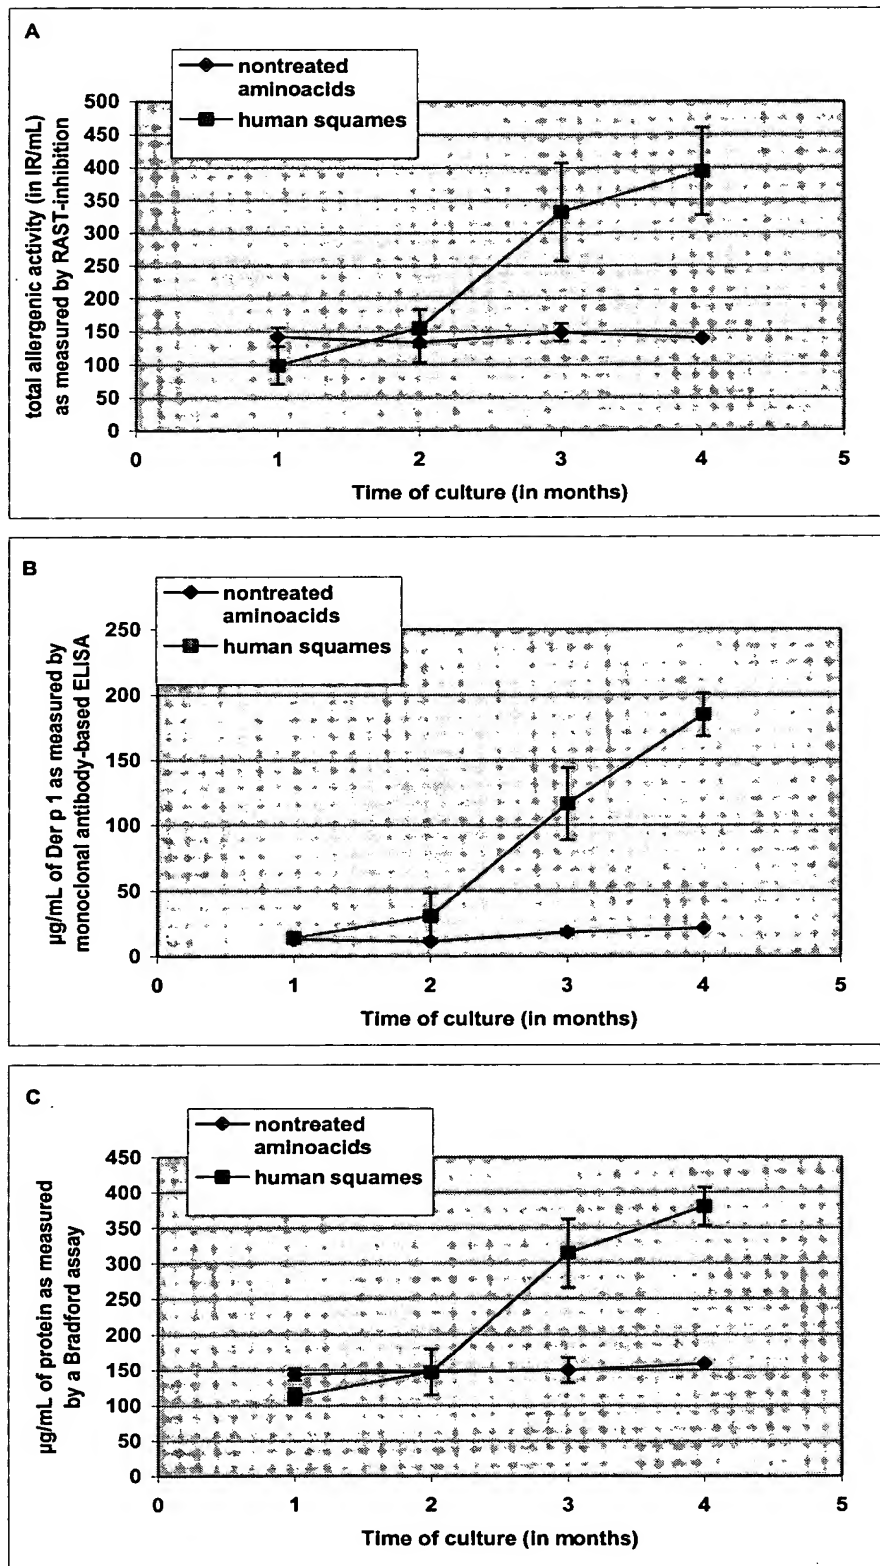 A
nontreated
aminoacids
human squames
total allergenic activity (in IR/mL)
as measured by RAST-inhibition
500
450
400
350
300
250
200
150
100
50
0
0 1 2 3 4 5
Time of culture (in months)
B
nontreated
aminoacids
human squames
µg/mL of Der p 1 as measured by
monoclonal antibody-based ELISA
250
200
150
100
50
0
0 1 2 3 4 5
Time of culture (in months)
C
nontreated
aminoacids
human squames
µg/mL of protein as measured
by a Bradford assay
450
400
350
300
250
200
150
100
50
0
0 1 2 3 4 5
Time of culture (in months)